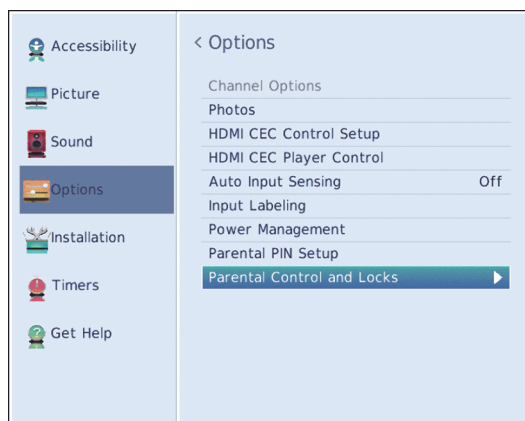 Accessibility
Picture
Sound
Options
Installation
Timers
Get Help
< Options
Channel Options
Photos
HDMI CEC Control Setup
HDMI CEC Player Control
Auto Input Sensing Off
Input Labeling
Power Management
Parental PIN Setup
Parental Control and Locks